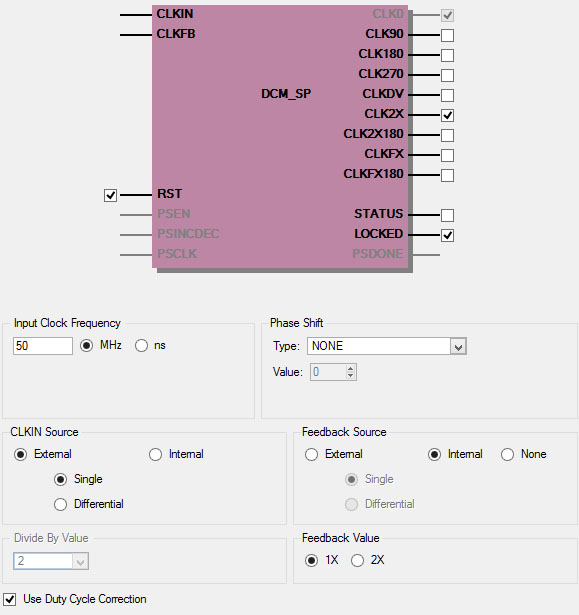 CLKIN CLK0
CLKFB CLK90
CLK180
CLK270
DCM_SP CLKDV
CLK2X
CLK2X180
CLKFX
CLKFX180
RST
PSEN STATUS
PSINCDEC LOCKED
PSCLK PSDONE
Input Clock Frequency
50 MHz ns
Phase Shift
Type: NONE
Value: 0
CLKIN Source
External Internal
Single
Differential
Feedback Source
External Internal None
Single
Differential
Divide By Value
2
Feedback Value
1X 2X
Use Duty Cycle Correction